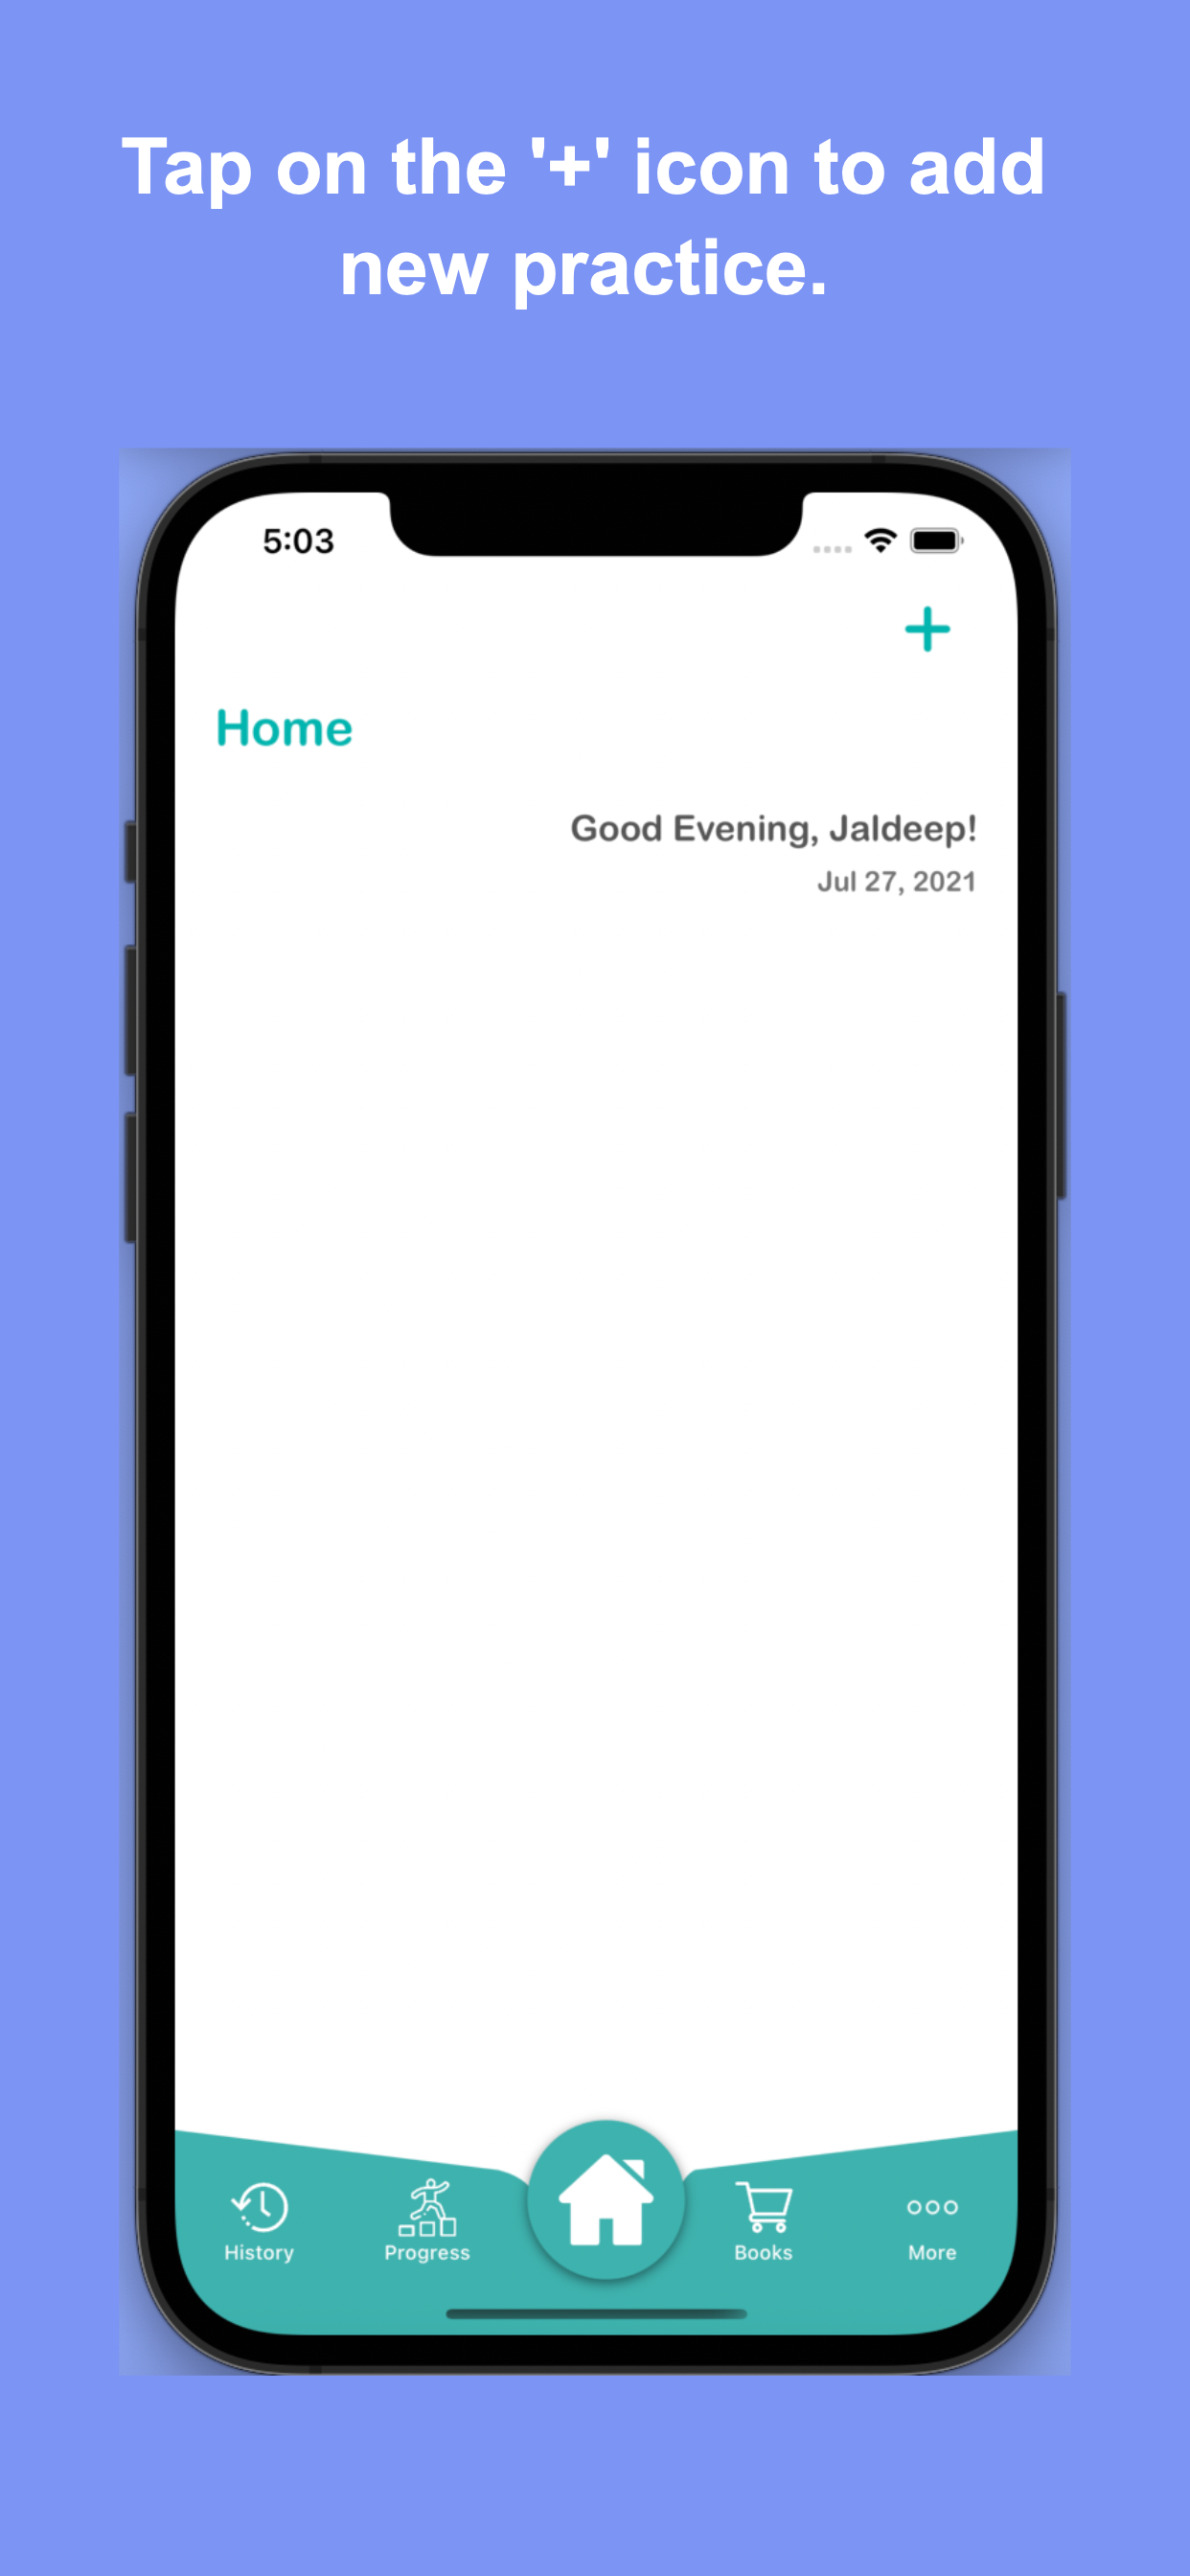 Tap on the '+' icon to add
new practice.
5:03
Home
Good Evening, Jaldeep!
Jul 27, 2021
History
Progress
Books
More